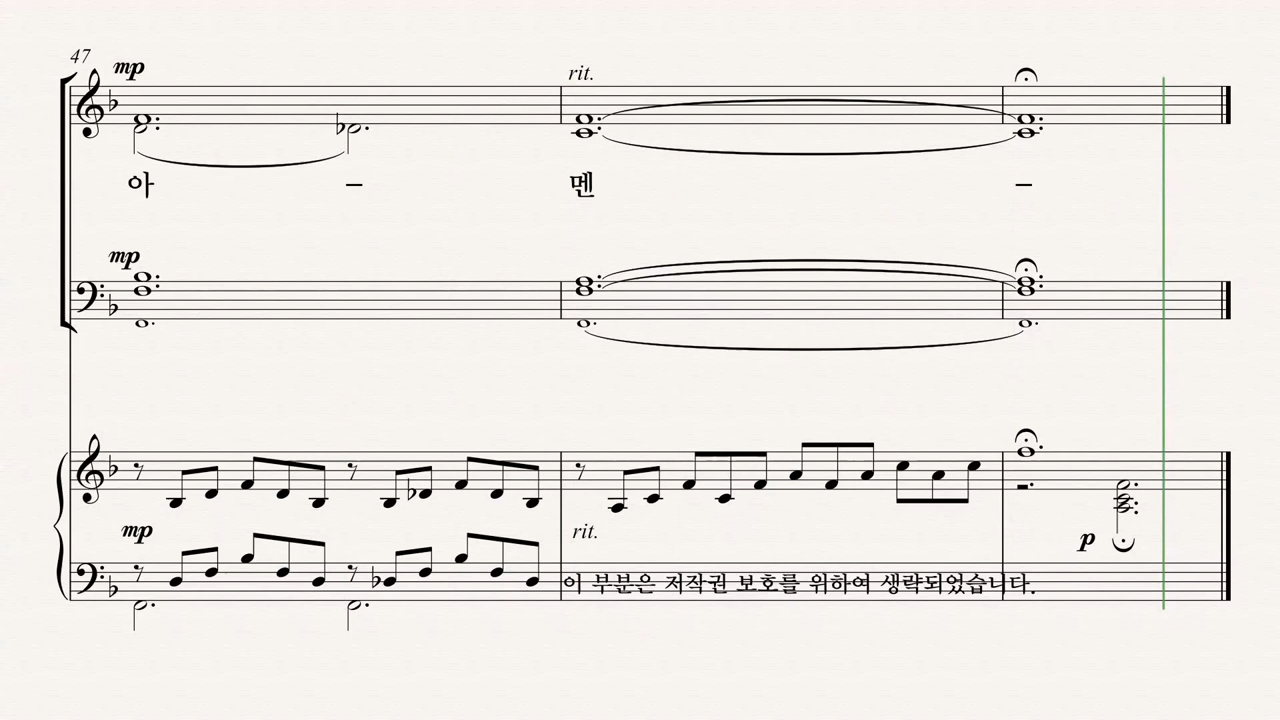 47
mp
rit.
아 – 멘 –
mp
mp
rit.
p
이 부분은 저작권 보호를 위하여 생략되었습니다.